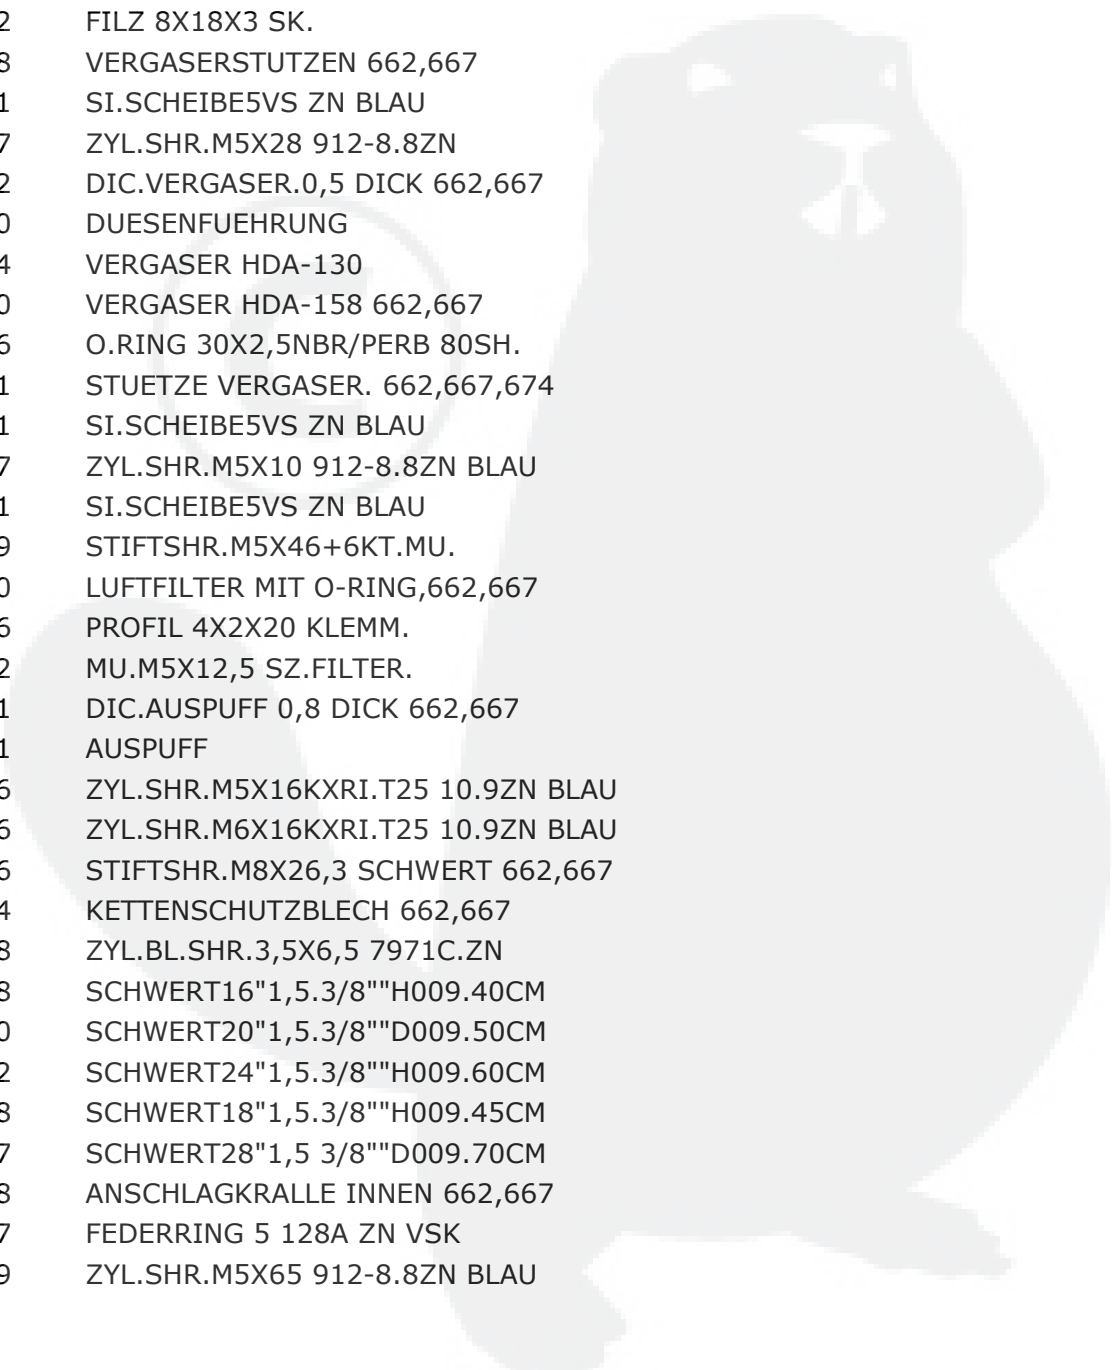 2 FILZ 8X18X3 SK.
8 VERGASERSTUTZEN 662,667
1 SI.SCHEIBE5VS ZN BLAU
7 ZYL.SHR.M5X28 912-8.8ZN
2 DIC.VERGASER.0,5 DICK 662,667
0 DUESENFUEHRUNG
4 VERGASER HDA-130
0 VERGASER HDA-158 662,667
6 O.RING 30X2,5NBR/PERB 80SH.
1 STUETZE VERGASER. 662,667,674
1 SI.SCHEIBE5VS ZN BLAU
7 ZYL.SHR.M5X10 912-8.8ZN BLAU
1 SI.SCHEIBE5VS ZN BLAU
9 STIFTSHR.M5X46+6KT.MU.
0 LUFTFILTER MIT O-RING,662,667
6 PROFIL 4X2X20 KLEMM.
2 MU.M5X12,5 SZ.FILTER.
1 DIC.AUSPUFF 0,8 DICK 662,667
1 AUSPUFF
6 ZYL.SHR.M5X16KXRI.T25 10.9ZN BLAU
6 ZYL.SHR.M6X16KXRI.T25 10.9ZN BLAU
6 STIFTSHR.M8X26,3 SCHWERT 662,667
4 KETTENSCHUTZBLECH 662,667
8 ZYL.BL.SHR.3,5X6,5 7971C.ZN
8 SCHWERT16"1,5.3/8""H009.40CM
0 SCHWERT20"1,5.3/8""D009.50CM
2 SCHWERT24"1,5.3/8""H009.60CM
8 SCHWERT18"1,5.3/8""H009.45CM
7 SCHWERT28"1,5 3/8""D009.70CM
8 ANSCHLAGKRALLE INNEN 662,667
7 FEDERRING 5 128A ZN VSK
9 ZYL.SHR.M5X65 912-8.8ZN BLAU